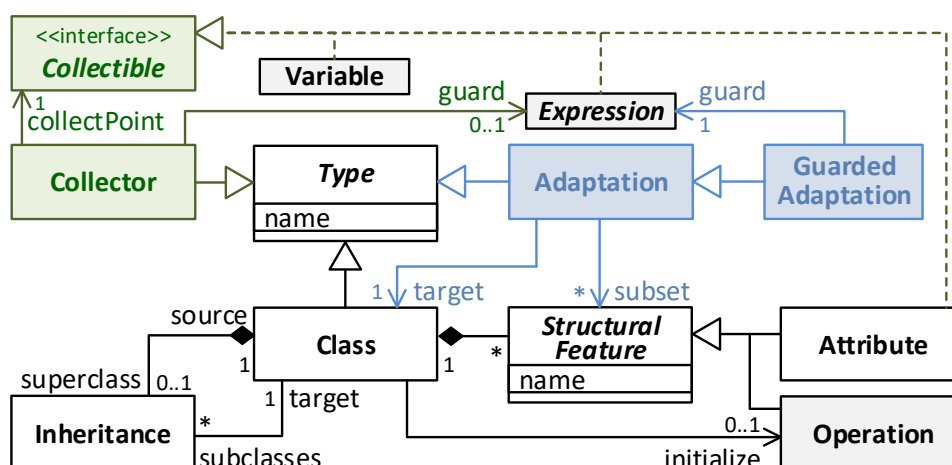 <<interface>>
Collectible
Variable
guard
0..1
Expression
guard
1
1
collectPoint
Collector
Type
name
Adaptation
Guarded
Adaptation
1 target
* subset
source
1
Class
1
*
Structural
Feature
name
Attribute
superclass
0..1
1 target
Inheritance
*
subclasses
0..1
initialize
Operation